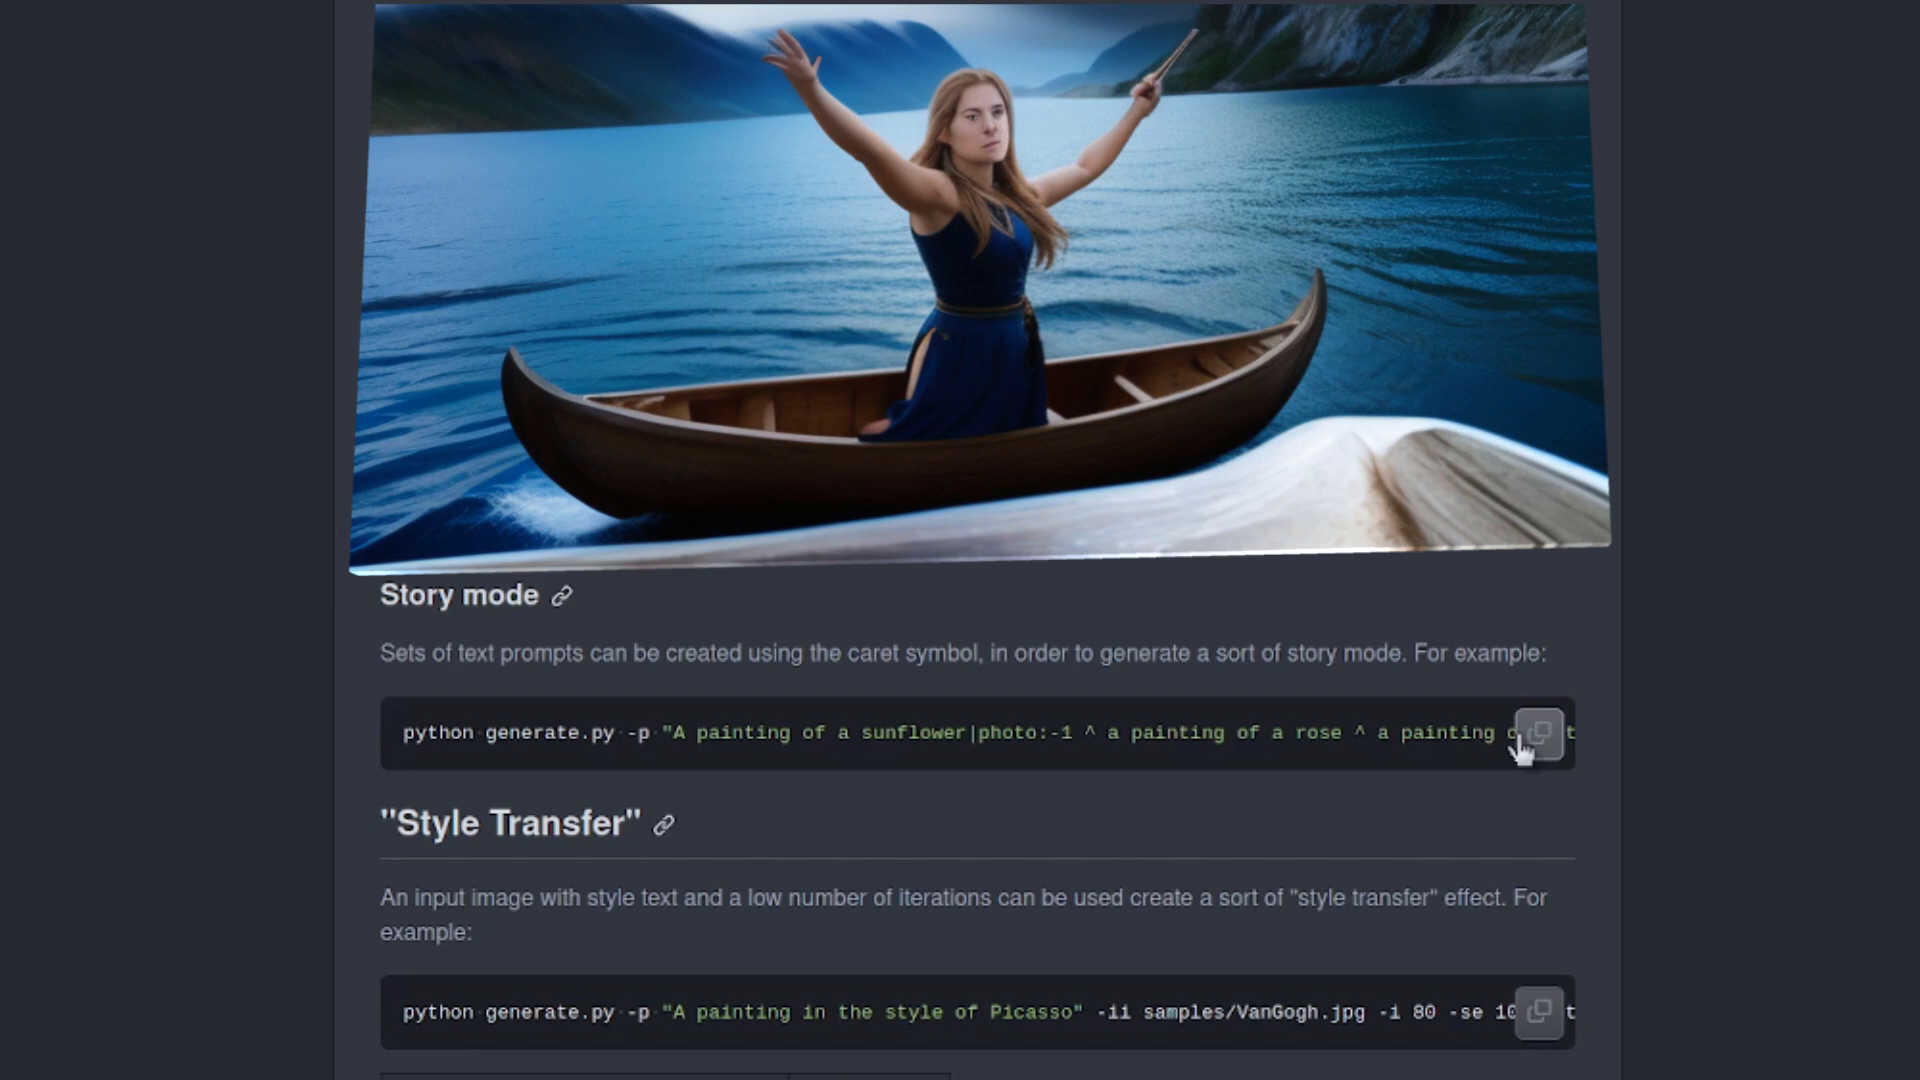 Story mode
Sets of text prompts can be created using the caret symbol, in order to generate a sort of story mode. For example:
python generate.py -p "A painting of a sunflower|photo:-1 ^ a painting of a rose ^ a painting
"Style Transfer"
An input image with style text and a low number of iterations can be used create a sort of "style transfer" effect. For
example:
python generate.py -p "A painting in the style of Picasso" -ii samples/VanGogh.jpg -i 80 -se 10